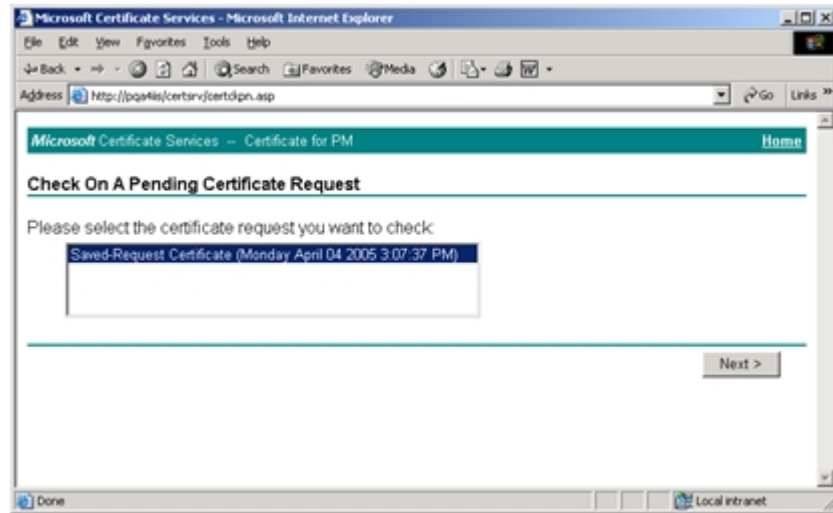 Microsoft Certificate Services - Microsoft Internet Explorer
File Edit View Favorites Tools Help
Back Search Favorites Media
Address http://pqa4iis/certsrv/certckpn.asp Go Links »
Microsoft Certificate Services -- Certificate for PM Home
Check On A Pending Certificate Request
Please select the certificate request you want to check:
Saved-Request Certificate (Monday April 04 2005 3:07:37 PM)
Next >
Done Local intranet